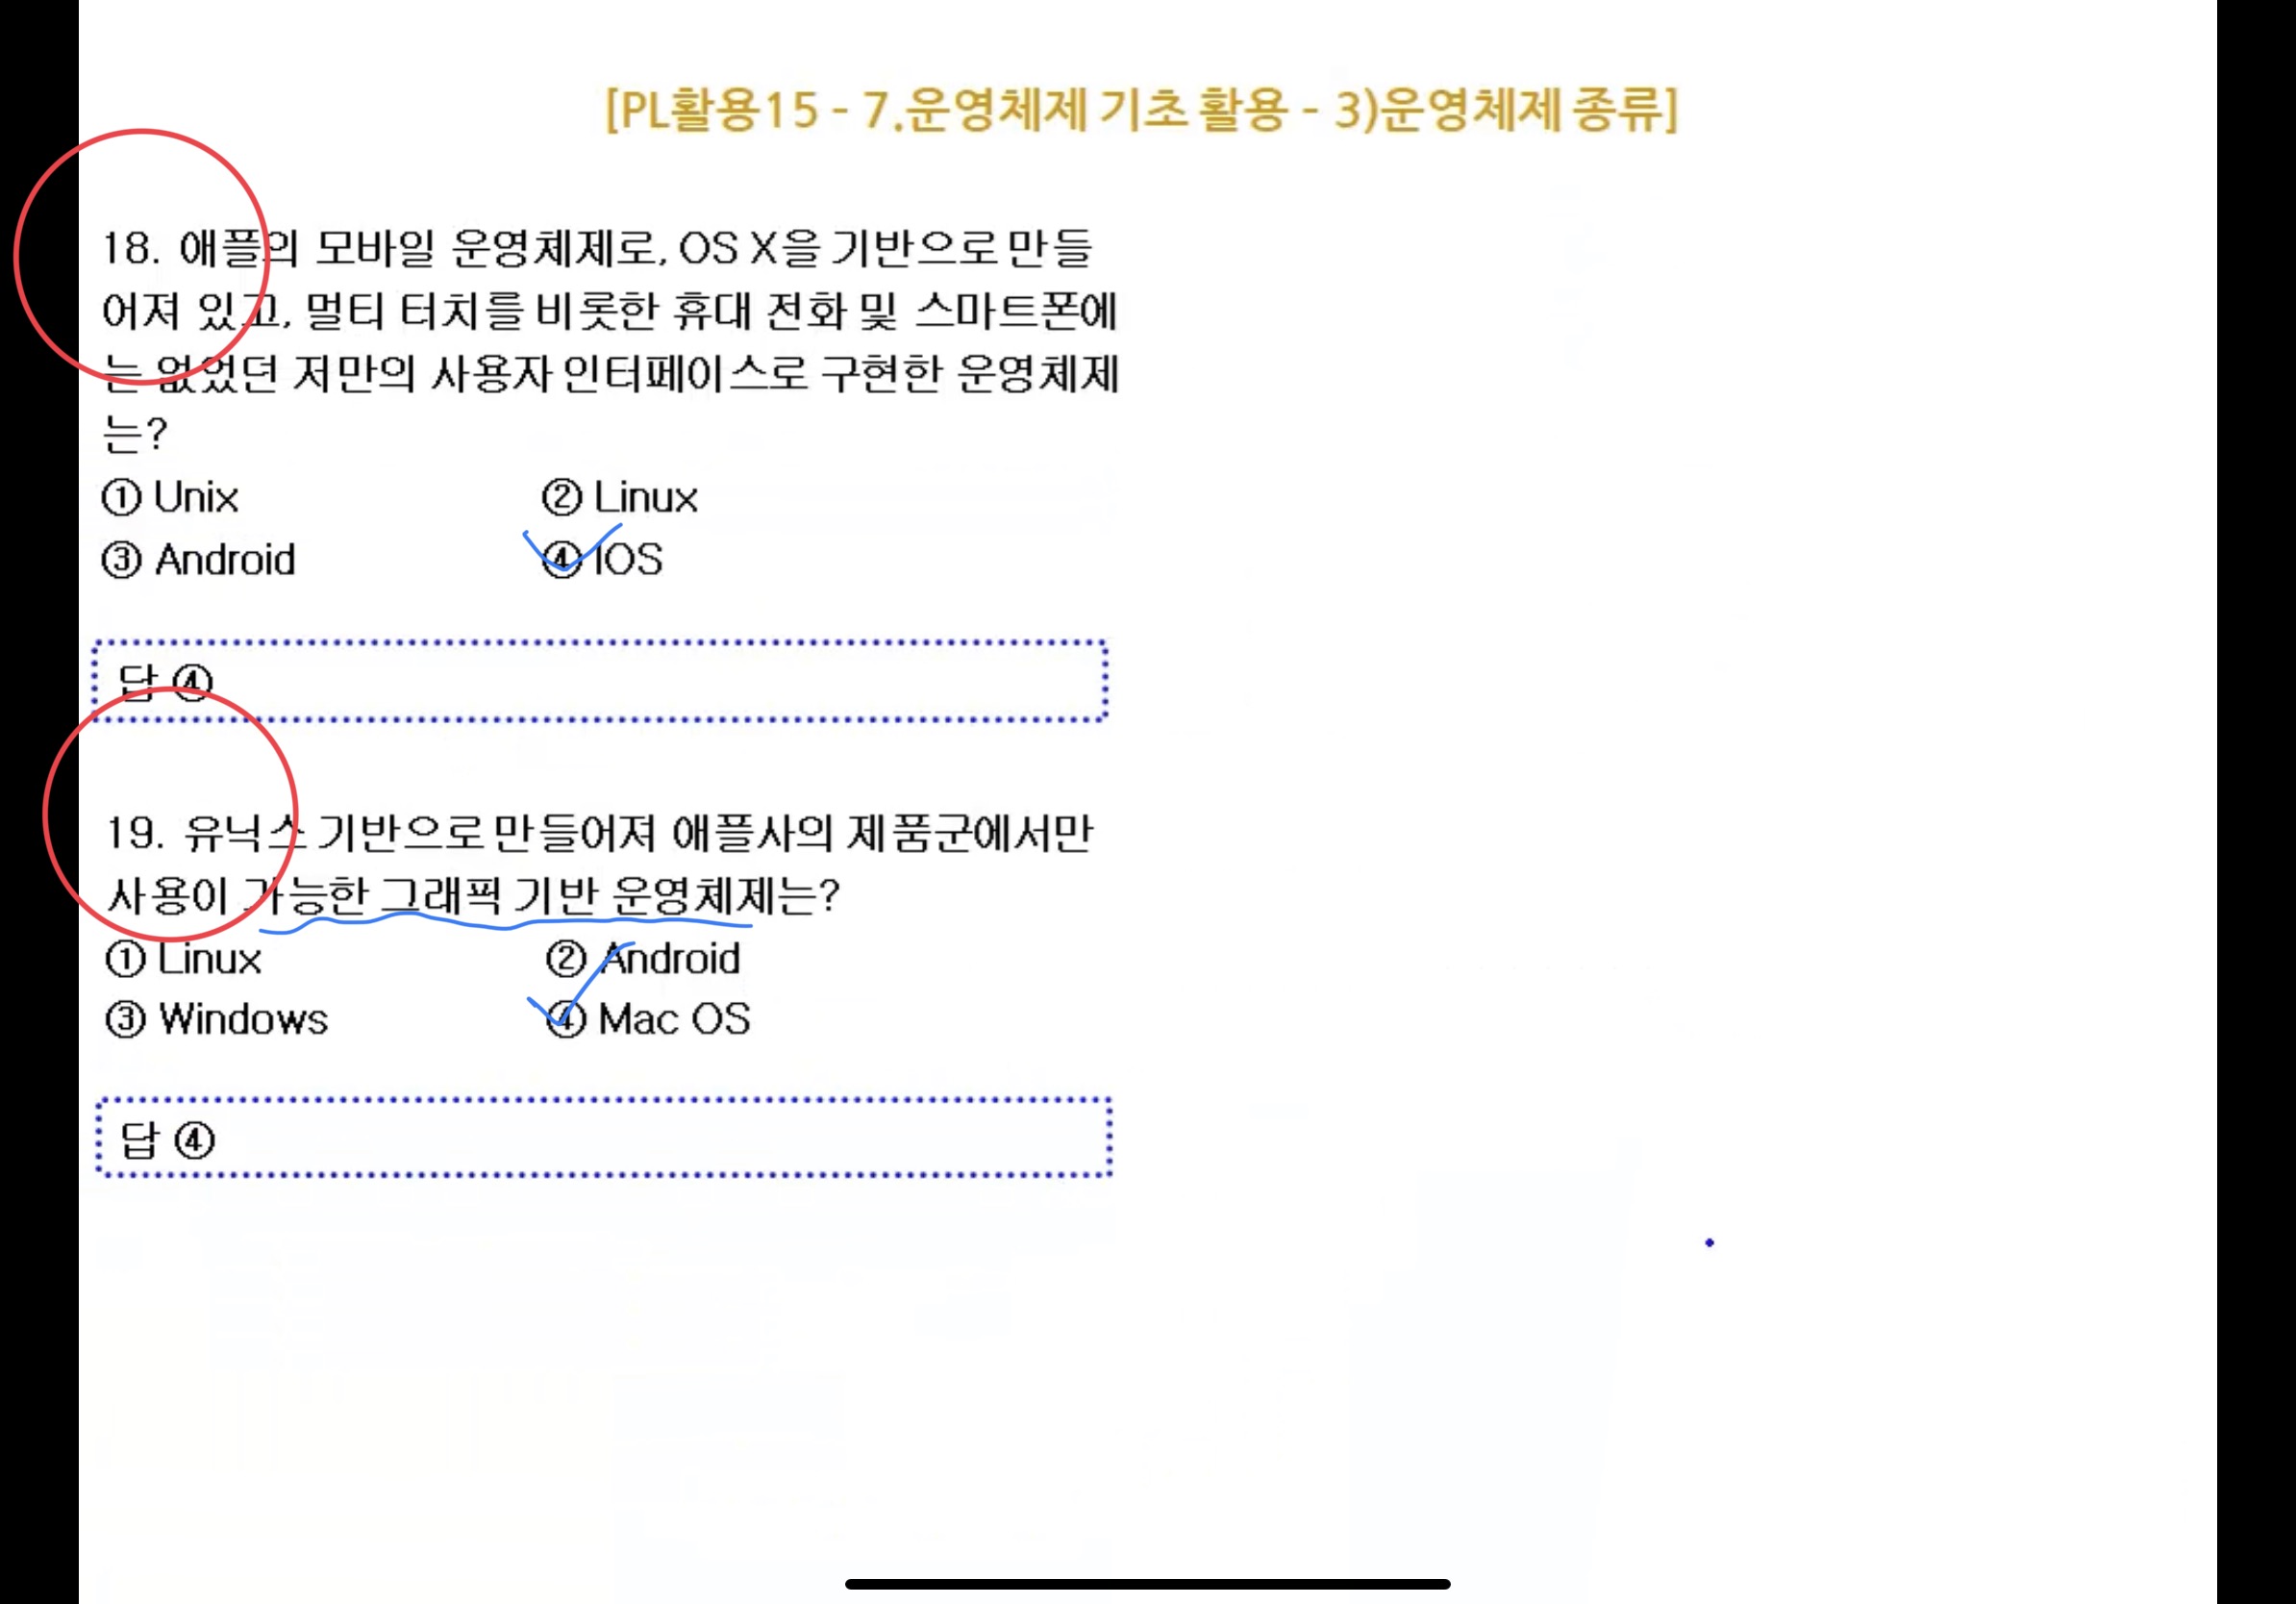 [PL활용15 - 7.운영체제 기초 활용 - 3)운영체제 종류]
18. 애플의 모바일 운영체제로, OS X을 기반으로 만들
어져 있고, 멀티 터치를 비롯한 휴대 전화 및 스마트폰에
는 없었던 저만의 사용자 인터페이스로 구현한 운영체제
는?
① Unix ② Linux
③ Android ④ IOS
답 ④
19. 유닉스 기반으로 만들어져 애플사의 제품군에서만
사용이 가능한 그래픽 기반 운영체제는?
① Linux ② Android
③ Windows ④ Mac OS
답 ④